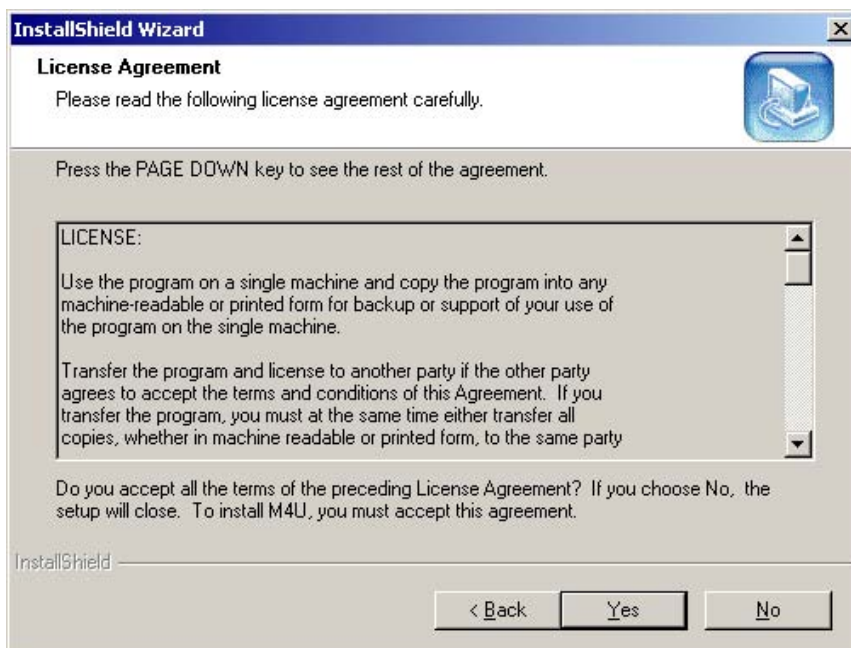 InstallShield Wizard
License Agreement
Please read the following license agreement carefully.
Press the PAGE DOWN key to see the rest of the agreement.
LICENSE:
Use the program on a single machine and copy the program into any
machine-readable or printed form for backup or support of your use of
the program on the single machine.
Transfer the program and license to another party if the other party
agrees to accept the terms and conditions of this Agreement.  If you
transfer the program, you must at the same time either transfer all
copies, whether in machine readable or printed form, to the same party
Do you accept all the terms of the preceding License Agreement?  If you choose No,  the
setup will close.  To install M4U, you must accept this agreement.
InstallShield
< Back
Yes
No